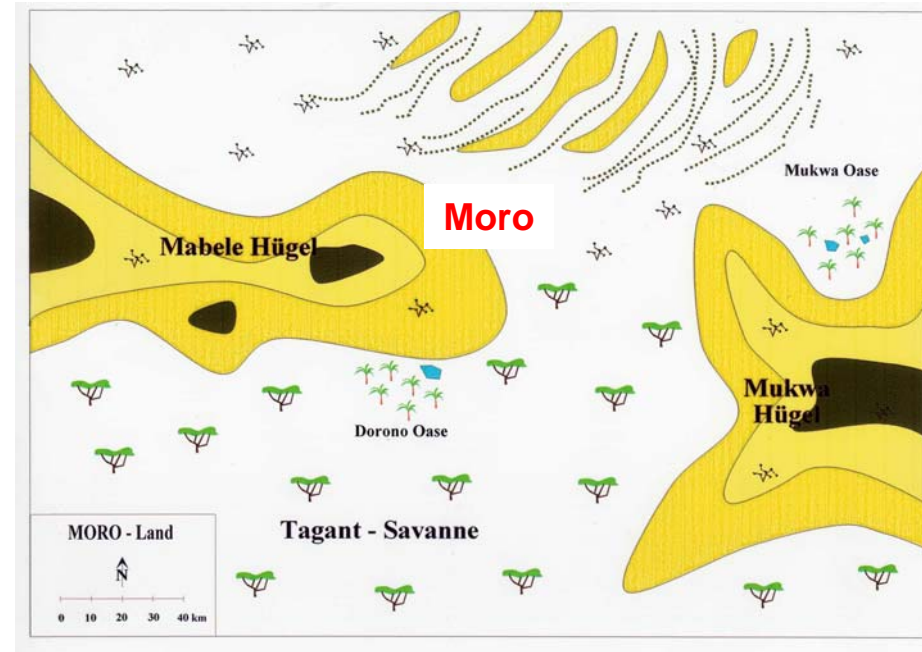 Moro
Mukwa Oase
Mabele Hügel
Mukwa
Hügel
Dorono Oase
Tagant - Savanne
MORO - Land
N
0 10 20 30 40 km